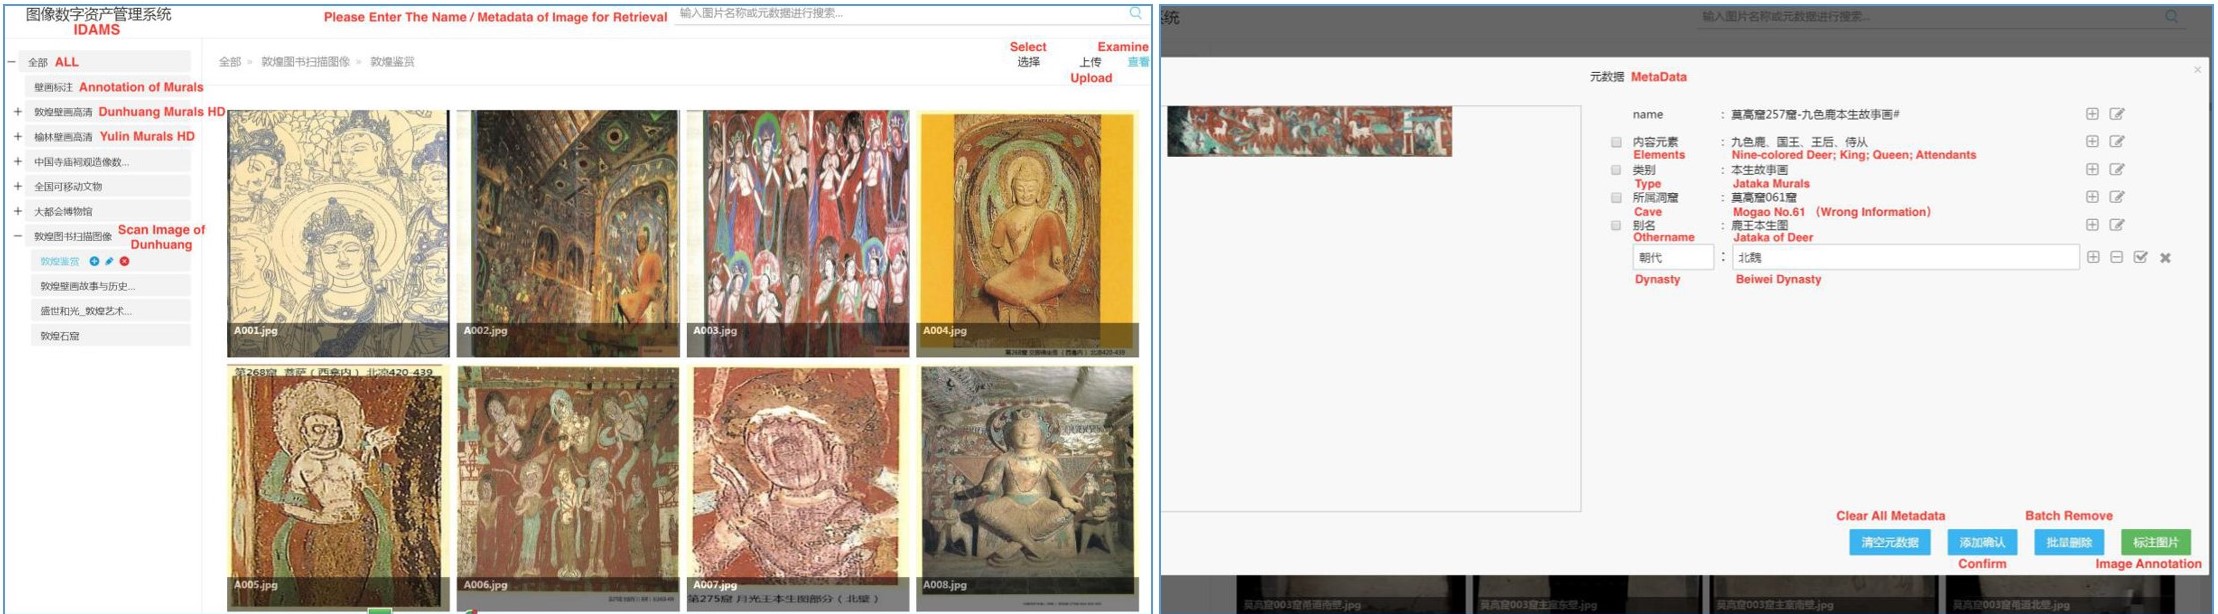 图像数字资产管理系统
IDAMS
Please Enter The Name / Metadata of Image for Retrieval
输入图片名称或元数据进行搜索...
全部 ALL
壁画标注 Annotation of Murals
敦煌壁画高清 Dunhuang Murals HD
榆林壁画高清 Yulin Murals HD
中国寺庙祠观造像数...
全国可移动文物
大都会博物馆
敦煌图书扫描图像 Scan Image of
Dunhuang
敦煌鉴赏
敦煌壁画故事与历史...
盛世和光_敦煌艺术...
敦煌石窟
全部 » 敦煌图书扫描图像 » 敦煌鉴赏
Select
选择
上传
Upload
Examine
查看
A001.jpg
A002.jpg
A003.jpg
A004.jpg
第268窟 菩萨(西龛内) 北凉420-439
A005.jpg
A006.jpg
A007.jpg
第275窟 月光王本生图部分(北壁)
A008.jpg
系统
输入图片名称或元数据进行搜索...
元数据 MetaData
name : 莫高窟257窟-九色鹿本生故事画#
内容元素 : 九色鹿、国王、王后、侍从
Elements Nine-colored Deer; King; Queen; Attendants
类别 : 本生故事画
Type Jataka Murals
所属洞窟 : 莫高窟061窟
Cave Mogao No.61 (Wrong Information)
别名 : 鹿王本生图
Othername Jataka of Deer
朝代 : 北魏
Dynasty Beiwei Dynasty
Clear All Metadata Batch Remove
清空元数据 添加确认 批量删除 标注图片
Confirm Image Annotation
莫高窟003窟甬道南壁.jpg
莫高窟003窟主室东壁.jpg
莫高窟003窟主室南壁.jpg
莫高窟003窟甬道北壁.jpg